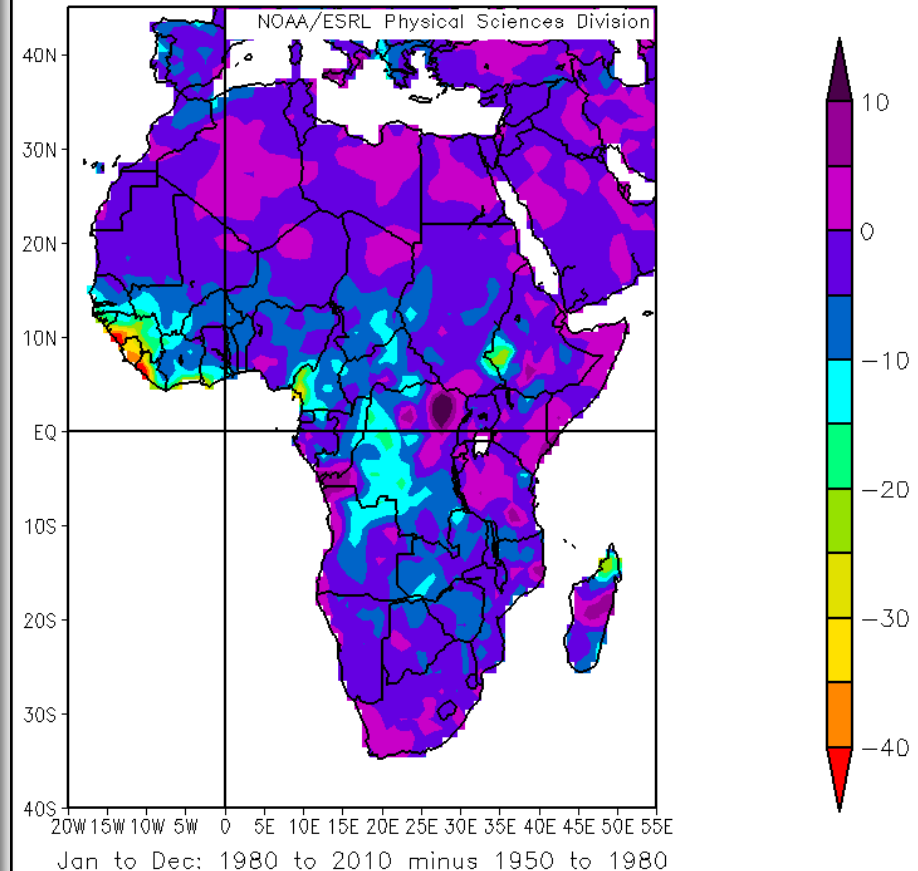 NOAA/ESRL Physical Sciences Division
40N
30N
20N
10N
EQ
10S
20S
30S
40S
20W 15W 10W 5W 0 5E 10E 15E 20E 25E 30E 35E 40E 45E 50E 55E
Jan to Dec: 1980 to 2010 minus 1950 to 1980
10
0
-10
-20
-30
-40